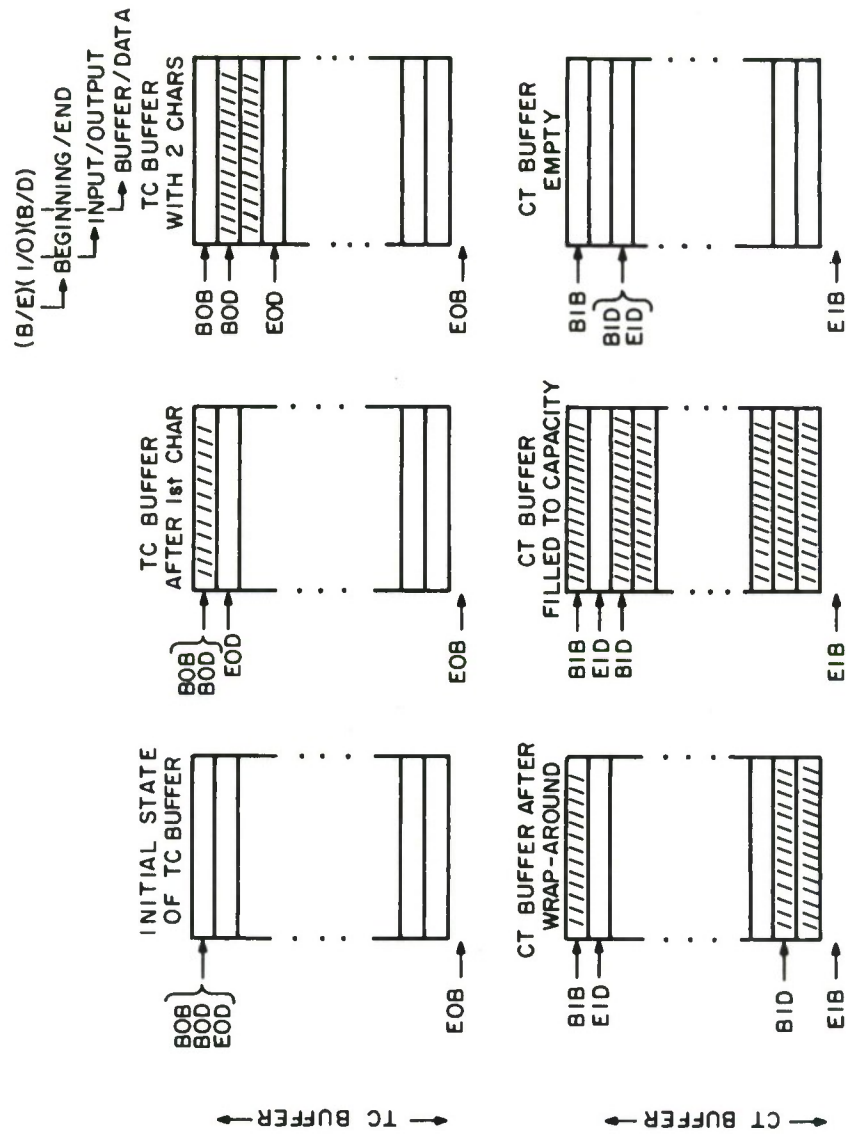 (B/E)(I/O)(B/D)
BEGINNING/END
INPUT/OUTPUT
BUFFER/DATA
TC BUFFER
INITIAL STATE
OF TC BUFFER
BOB
BOD
EOD
EOB
TC BUFFER
AFTER 1st CHAR
BOB
BOD
EOD
EOB
TC BUFFER
WITH 2 CHARS
BOB
BOD
EOD
EOB
CT BUFFER
CT BUFFER AFTER
WRAP-AROUND
BIB
EID
BID
EIB
CT BUFFER
FILLED TO CAPACITY
BIB
EID
BID
EIB
CT BUFFER
EMPTY
BIB
BID
EID
EIB